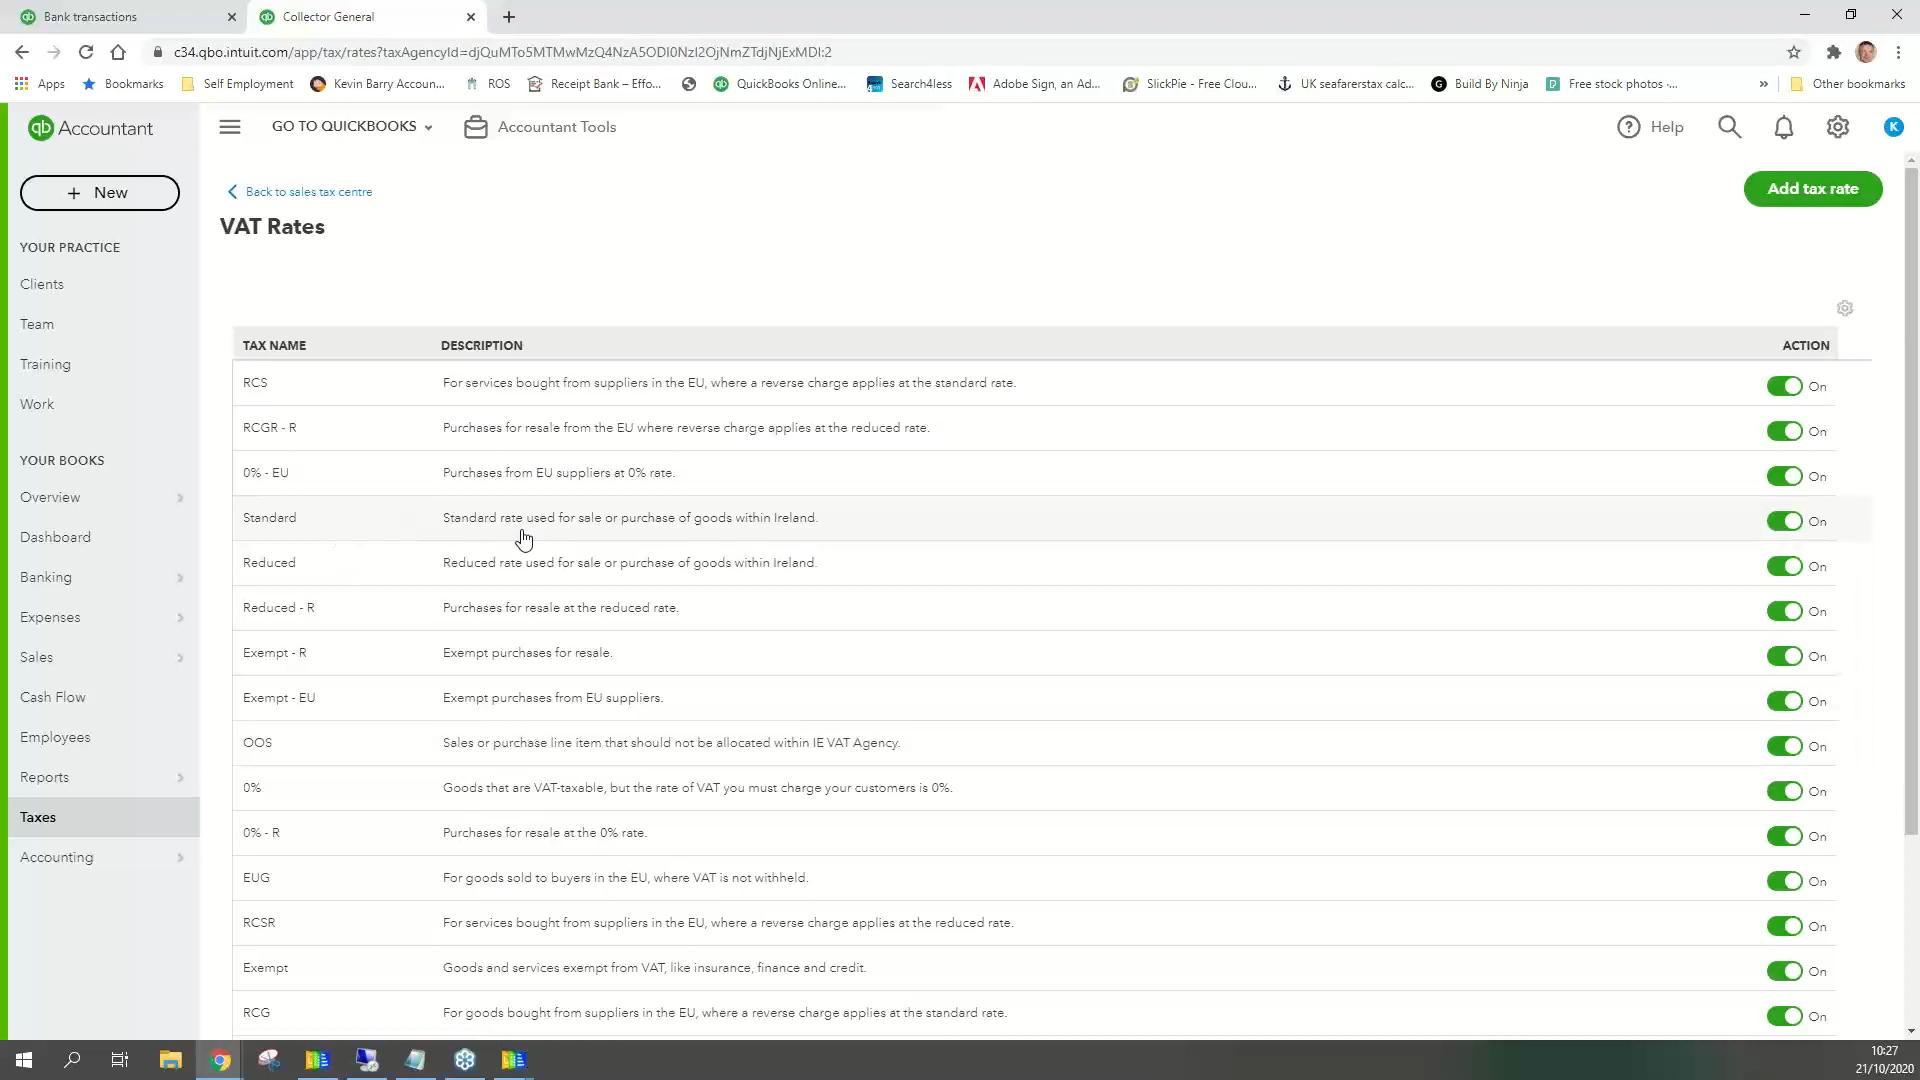 Bank transactions
Collector General
c34.qbo.intuit.com/app/tax/rates?taxAgencyId=djQuMTo5MTMwMzQ4NzA5ODI0NzI2OjNmZTdjNjExMDI:2
Apps
Bookmarks
Self Employment
Kevin Barry Accoun...
ROS
Receipt Bank – Effo...
QuickBooks Online...
Search4less
Adobe Sign, an Ad...
SlickPie - Free Clou...
UK seafarerstax calc...
Build By Ninja
Free stock photos ·...
»
Other bookmarks
qb Accountant
GO TO QUICKBOOKS
Accountant Tools
Help
K
+ New
Back to sales tax centre
Add tax rate
VAT Rates
YOUR PRACTICE
Clients
Team
Training
Work
YOUR BOOKS
Overview
Dashboard
Banking
Expenses
Sales
Cash Flow
Employees
Reports
Taxes
Accounting
TAX NAME DESCRIPTION ACTION
RCS For services bought from suppliers in the EU, where a reverse charge applies at the standard rate. On
RCGR - R Purchases for resale from the EU where reverse charge applies at the reduced rate. On
0% - EU Purchases from EU suppliers at 0% rate. On
Standard Standard rate used for sale or purchase of goods within Ireland. On
Reduced Reduced rate used for sale or purchase of goods within Ireland. On
Reduced - R Purchases for resale at the reduced rate. On
Exempt - R Exempt purchases for resale. On
Exempt - EU Exempt purchases from EU suppliers. On
OOS Sales or purchase line item that should not be allocated within IE VAT Agency. On
0% Goods that are VAT-taxable, but the rate of VAT you must charge your customers is 0%. On
0% - R Purchases for resale at the 0% rate. On
EUG For goods sold to buyers in the EU, where VAT is not withheld. On
RCSR For services bought from suppliers in the EU, where a reverse charge applies at the reduced rate. On
Exempt Goods and services exempt from VAT, like insurance, finance and credit. On
RCG For goods bought from suppliers in the EU, where a reverse charge applies at the standard rate. On
10:27
21/10/2020